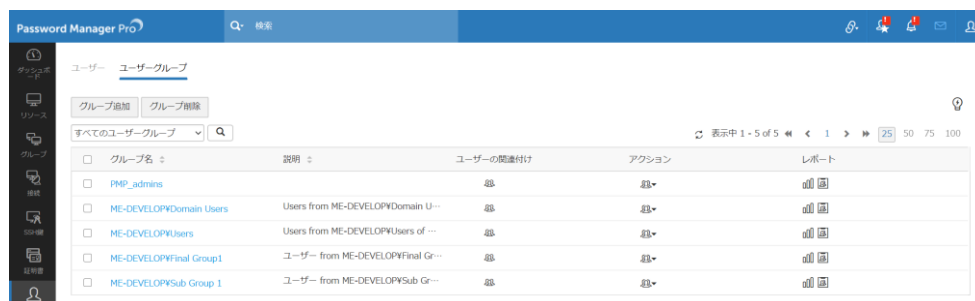 Password Manager Pro
検索
ダッシュボ
ード
リソース
グループ
接続
SSH鍵
証明書
ユーザー ユーザーグループ
グループ追加 グループ削除
すべてのユーザーグループ
表示中 1 - 5 of 5 1 25 50 75 100
グループ名 説明 ユーザーの関連付け アクション レポート
PMP_admins
ME-DEVELOP¥Domain Users Users from ME-DEVELOP¥Domain U…
ME-DEVELOP¥Users Users from ME-DEVELOP¥Users of …
ME-DEVELOP¥Final Group1 ユーザー from ME-DEVELOP¥Final Gr…
ME-DEVELOP¥Sub Group 1 ユーザー from ME-DEVELOP¥Sub Gr…